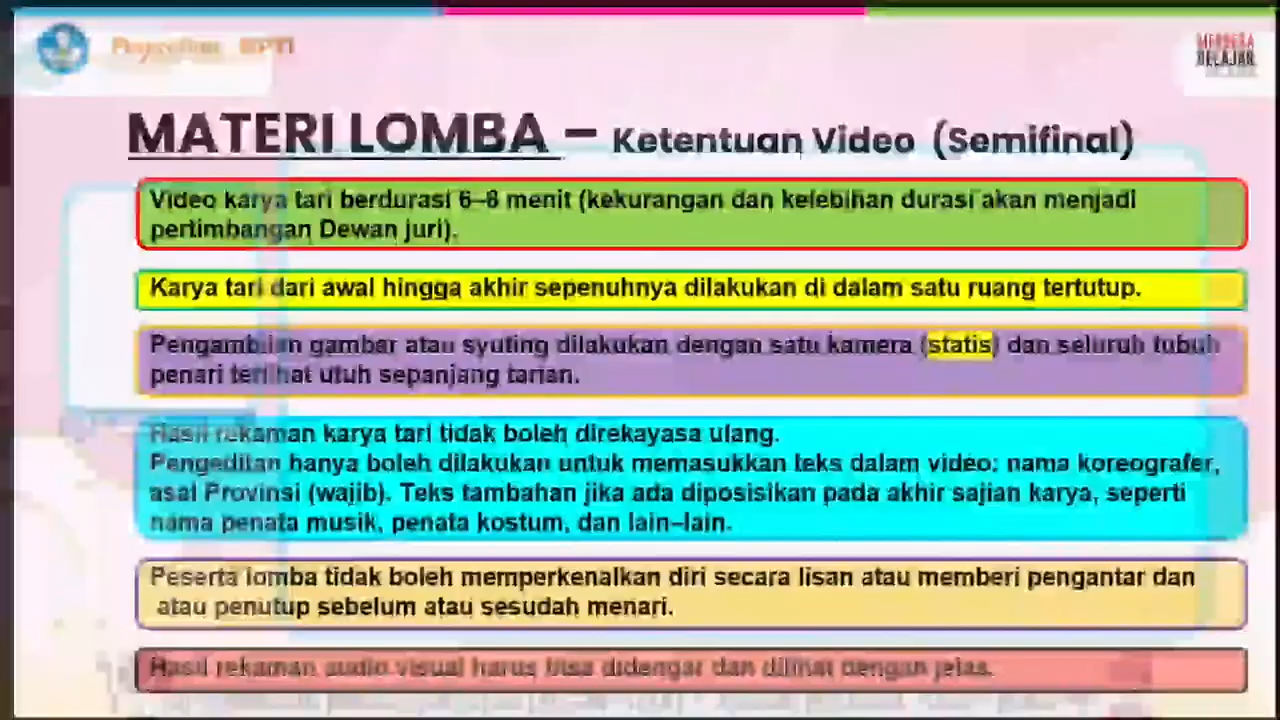 MERDEKA
BELAJAR
MATERI LOMBA – Ketentuan Video (Semifinal)
Video karya tari berdurasi 6–8 menit (kekurangan dan kelebihan durasi akan menjadi
pertimbangan Dewan juri).
Karya tari dari awal hingga akhir sepenuhnya dilakukan di dalam satu ruang tertutup.
Pengambilan gambar atau syuting dilakukan dengan satu kamera (statis) dan seluruh tubuh
penari terlihat utuh sepanjang tarian.
Hasil rekaman karya tari tidak boleh direkayasa ulang.
Pengeditan hanya boleh dilakukan untuk memasukkan teks dalam video: nama koreografer,
asal Provinsi (wajib). Teks tambahan jika ada diposisikan pada akhir sajian karya, seperti
nama penata musik, penata kostum, dan lain–lain.
Peserta lomba tidak boleh memperkenalkan diri secara lisan atau memberi pengantar dan
atau penutup sebelum atau sesudah menari.
Hasil rekaman audio visual harus bisa didengar dan dilihat dengan jelas.